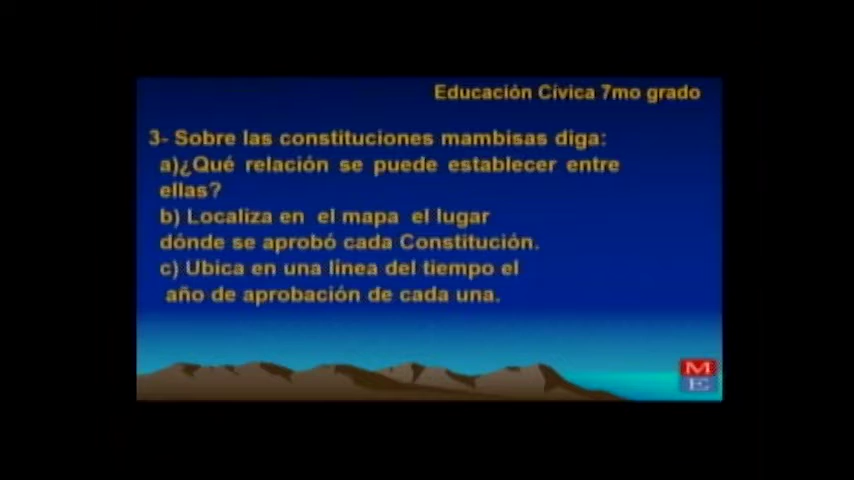 Educación Cívica 7mo grado
3- Sobre las constituciones mambisas diga:
a)¿Qué relación se puede establecer entre
ellas?
b) Localiza en el mapa el lugar
dónde se aprobó cada Constitución.
c) Ubica en una línea del tiempo el
año de aprobación de cada una.
M
E